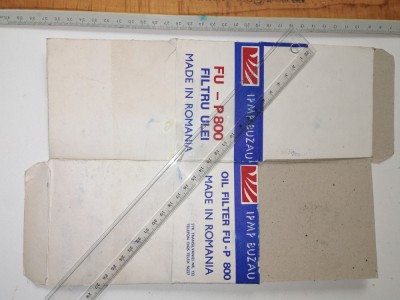 FU - P 800
FILTRU ULEI
MADE IN ROMANIA
IPMP BUZAU
OIL FILTER FU-P 800
MADE IN ROMANIA
IPMP BUZAU